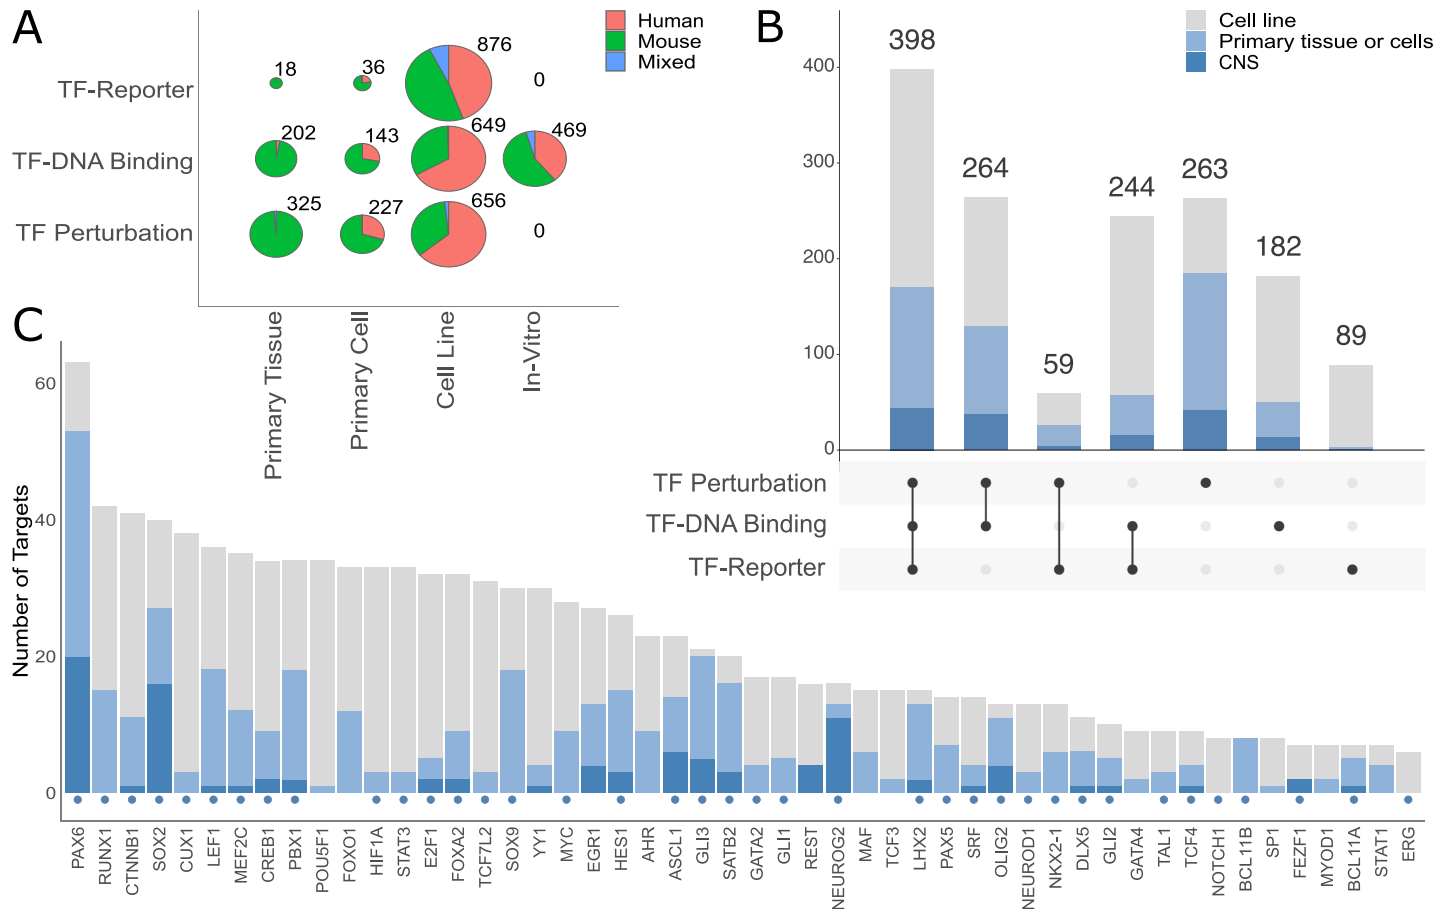 A
Human
Mouse
Mixed
TF-Reporter
18
36
876
0
TF-DNA Binding
202
143
649
469
TF Perturbation
325
227
656
0
Primary Tissue
Primary Cell
Cell Line
In-Vitro
B
Cell line
Primary tissue or cells
CNS
400
300
200
100
0
398
264
59
244
263
182
89
TF Perturbation
TF-DNA Binding
TF-Reporter
C
Number of Targets
60
40
20
0
PAX6
RUNX1
CTNNB1
SOX2
CUX1
LEF1
MEF2C
CREB1
PBX1
POU5F1
FOXO1
HIF1A
STAT3
E2F1
FOXA2
TCF7L2
SOX9
YY1
MYC
EGR1
HES1
AHR
ASCL1
GLI3
SATB2
GATA2
GLI1
REST
NEUROG2
MAF
TCF3
LHX2
PAX5
SRF
OLIG2
NEUROD1
NKX2-1
DLX5
GLI2
GATA4
TAL1
TCF4
NOTCH1
BCL11B
SP1
FEZF1
MYOD1
BCL11A
STAT1
ERG